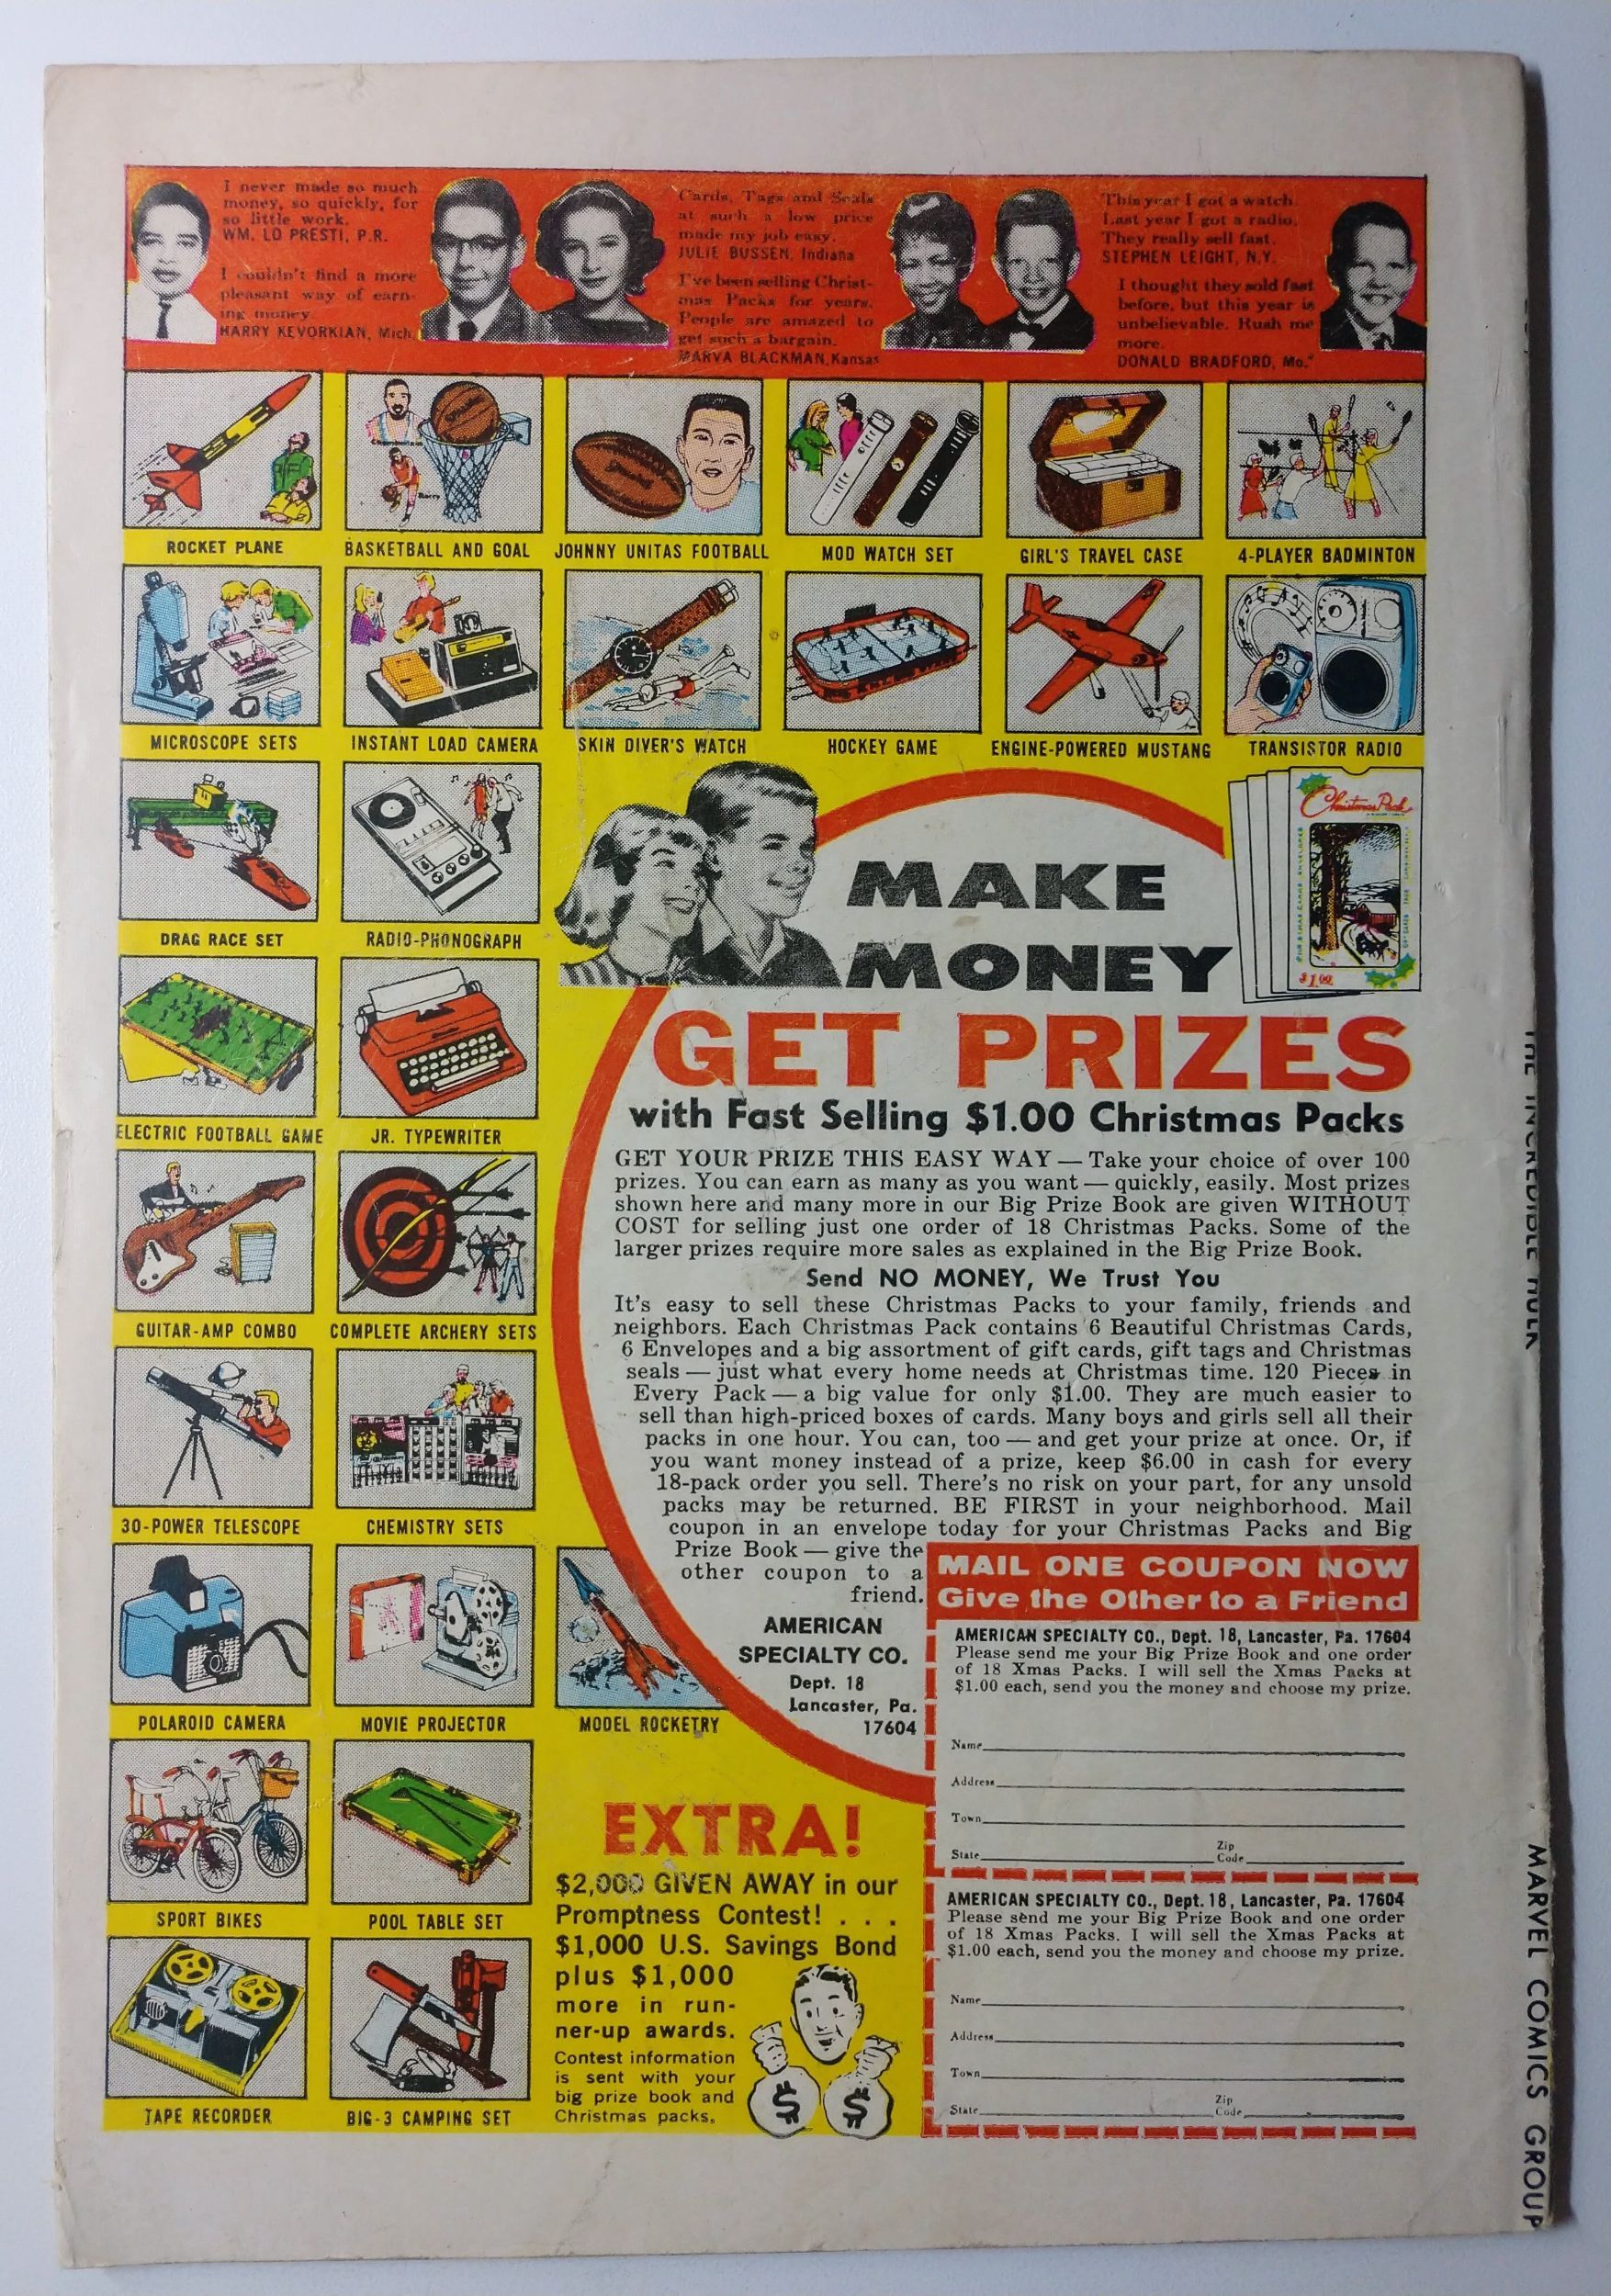 I never made so much
money, so quickly, for
so little work.
WM. LO PRESTI, P.R.
I couldn't find a more
pleasant way of earn-
ing money.
HARRY KEVORKIAN, Mich.
Cards, Tags and Seals
at such a low price
made my job easy.
JULIE BUSSEN, Indiana
I've been selling Christ-
mas Packs for years.
People are amazed to
get such a bargain.
MARVA BLACKMAN, Kansas
This year I got a watch.
Last year I got a radio.
They really sell fast.
STEPHEN LEIGHT, N.Y.
I thought they sold fast
before, but this year is
unbelievable. Rush me
more.
DONALD BRADFORD, Mo.
ROCKET PLANE
Barry
BASKETBALL AND GOAL
JOHNNY UNITAS FOOTBALL
MOD WATCH SET
GIRL'S TRAVEL CASE
4-PLAYER BADMINTON
MICROSCOPE SETS
INSTANT LOAD CAMERA
SKIN DIVER'S WATCH
HOCKEY GAME
ENGINE-POWERED MUSTANG
TRANSISTOR RADIO
DRAG RACE SET
RADIO-PHONOGRAPH
ELECTRIC FOOTBALL GAME
JR. TYPEWRITER
GUITAR-AMP COMBO
COMPLETE ARCHERY SETS
30-POWER TELESCOPE
CHEMISTRY SETS
POLAROID CAMERA
MOVIE PROJECTOR
MODEL ROCKETRY
SPORT BIKES
POOL TABLE SET
TAPE RECORDER
BIG-3 CAMPING SET
Christmas Pack
$1.00
MAKE
MONEY
GET PRIZES
with Fast Selling $1.00 Christmas Packs
GET YOUR PRIZE THIS EASY WAY — Take your choice of over 100
prizes. You can earn as many as you want — quickly, easily. Most prizes
shown here and many more in our Big Prize Book are given WITHOUT
COST for selling just one order of 18 Christmas Packs. Some of the
larger prizes require more sales as explained in the Big Prize Book.
Send NO MONEY, We Trust You
It's easy to sell these Christmas Packs to your family, friends and
neighbors. Each Christmas Pack contains 6 Beautiful Christmas Cards,
6 Envelopes and a big assortment of gift cards, gift tags and Christmas
seals — just what every home needs at Christmas time. 120 Pieces in
Every Pack — a big value for only $1.00. They are much easier to
sell than high-priced boxes of cards. Many boys and girls sell all their
packs in one hour. You can, too — and get your prize at once. Or, if
you want money instead of a prize, keep $6.00 in cash for every
18-pack order you sell. There's no risk on your part, for any unsold
packs may be returned. BE FIRST in your neighborhood. Mail
coupon in an envelope today for your Christmas Packs and Big
Prize Book — give the
other coupon to a
friend.
AMERICAN
SPECIALTY CO.
Dept. 18
Lancaster, Pa.
17604
EXTRA!
$2,000 GIVEN AWAY in our
Promptness Contest! . . .
$1,000 U.S. Savings Bond
plus $1,000
more in run-
ner-up awards.
Contest information
is sent with your
big prize book and
Christmas packs.
$ $
MAIL ONE COUPON NOW
Give the Other to a Friend
AMERICAN SPECIALTY CO., Dept. 18, Lancaster, Pa. 17604
Please send me your Big Prize Book and one order
of 18 Xmas Packs. I will sell the Xmas Packs at
$1.00 each, send you the money and choose my prize.
Name
Address
Town
State Zip Code
AMERICAN SPECIALTY CO., Dept. 18, Lancaster, Pa. 17604
Please send me your Big Prize Book and one order
of 18 Xmas Packs. I will sell the Xmas Packs at
$1.00 each, send you the money and choose my prize.
Name
Address
Town
State Zip Code
THE INCREDIBLE HULK
MARVEL COMICS GROUP